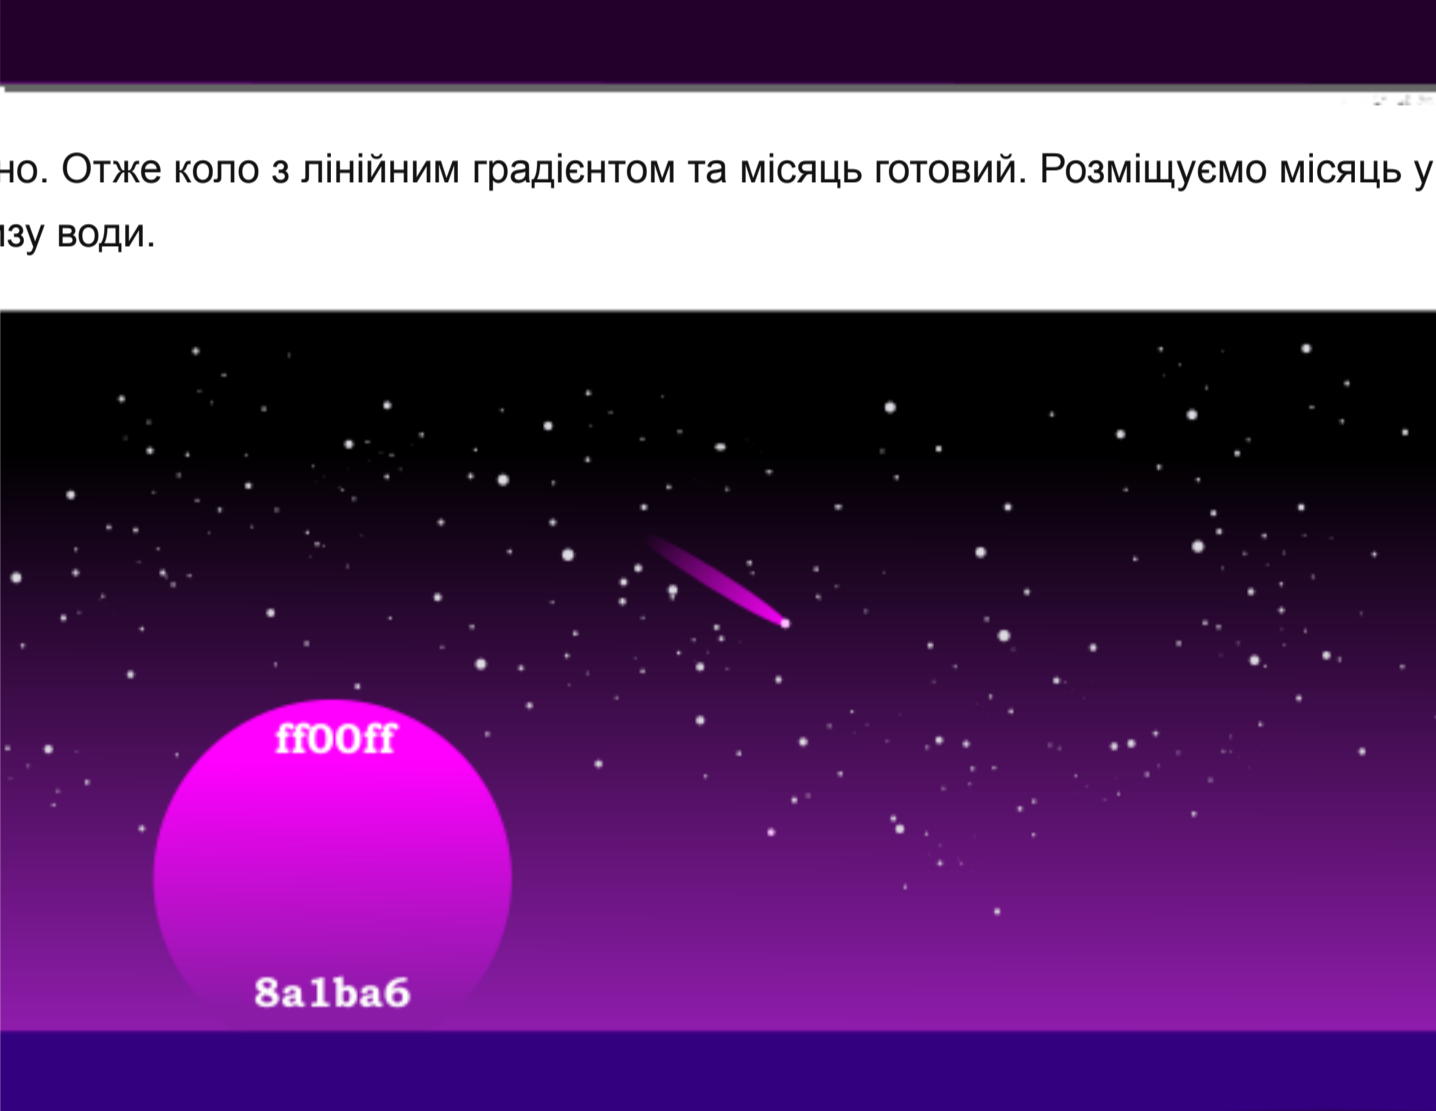 но. Отже коло з лінійним градієнтом та місяць готовий. Розміщуємо місяць у
изу води.
ff00ff
8a1ba6